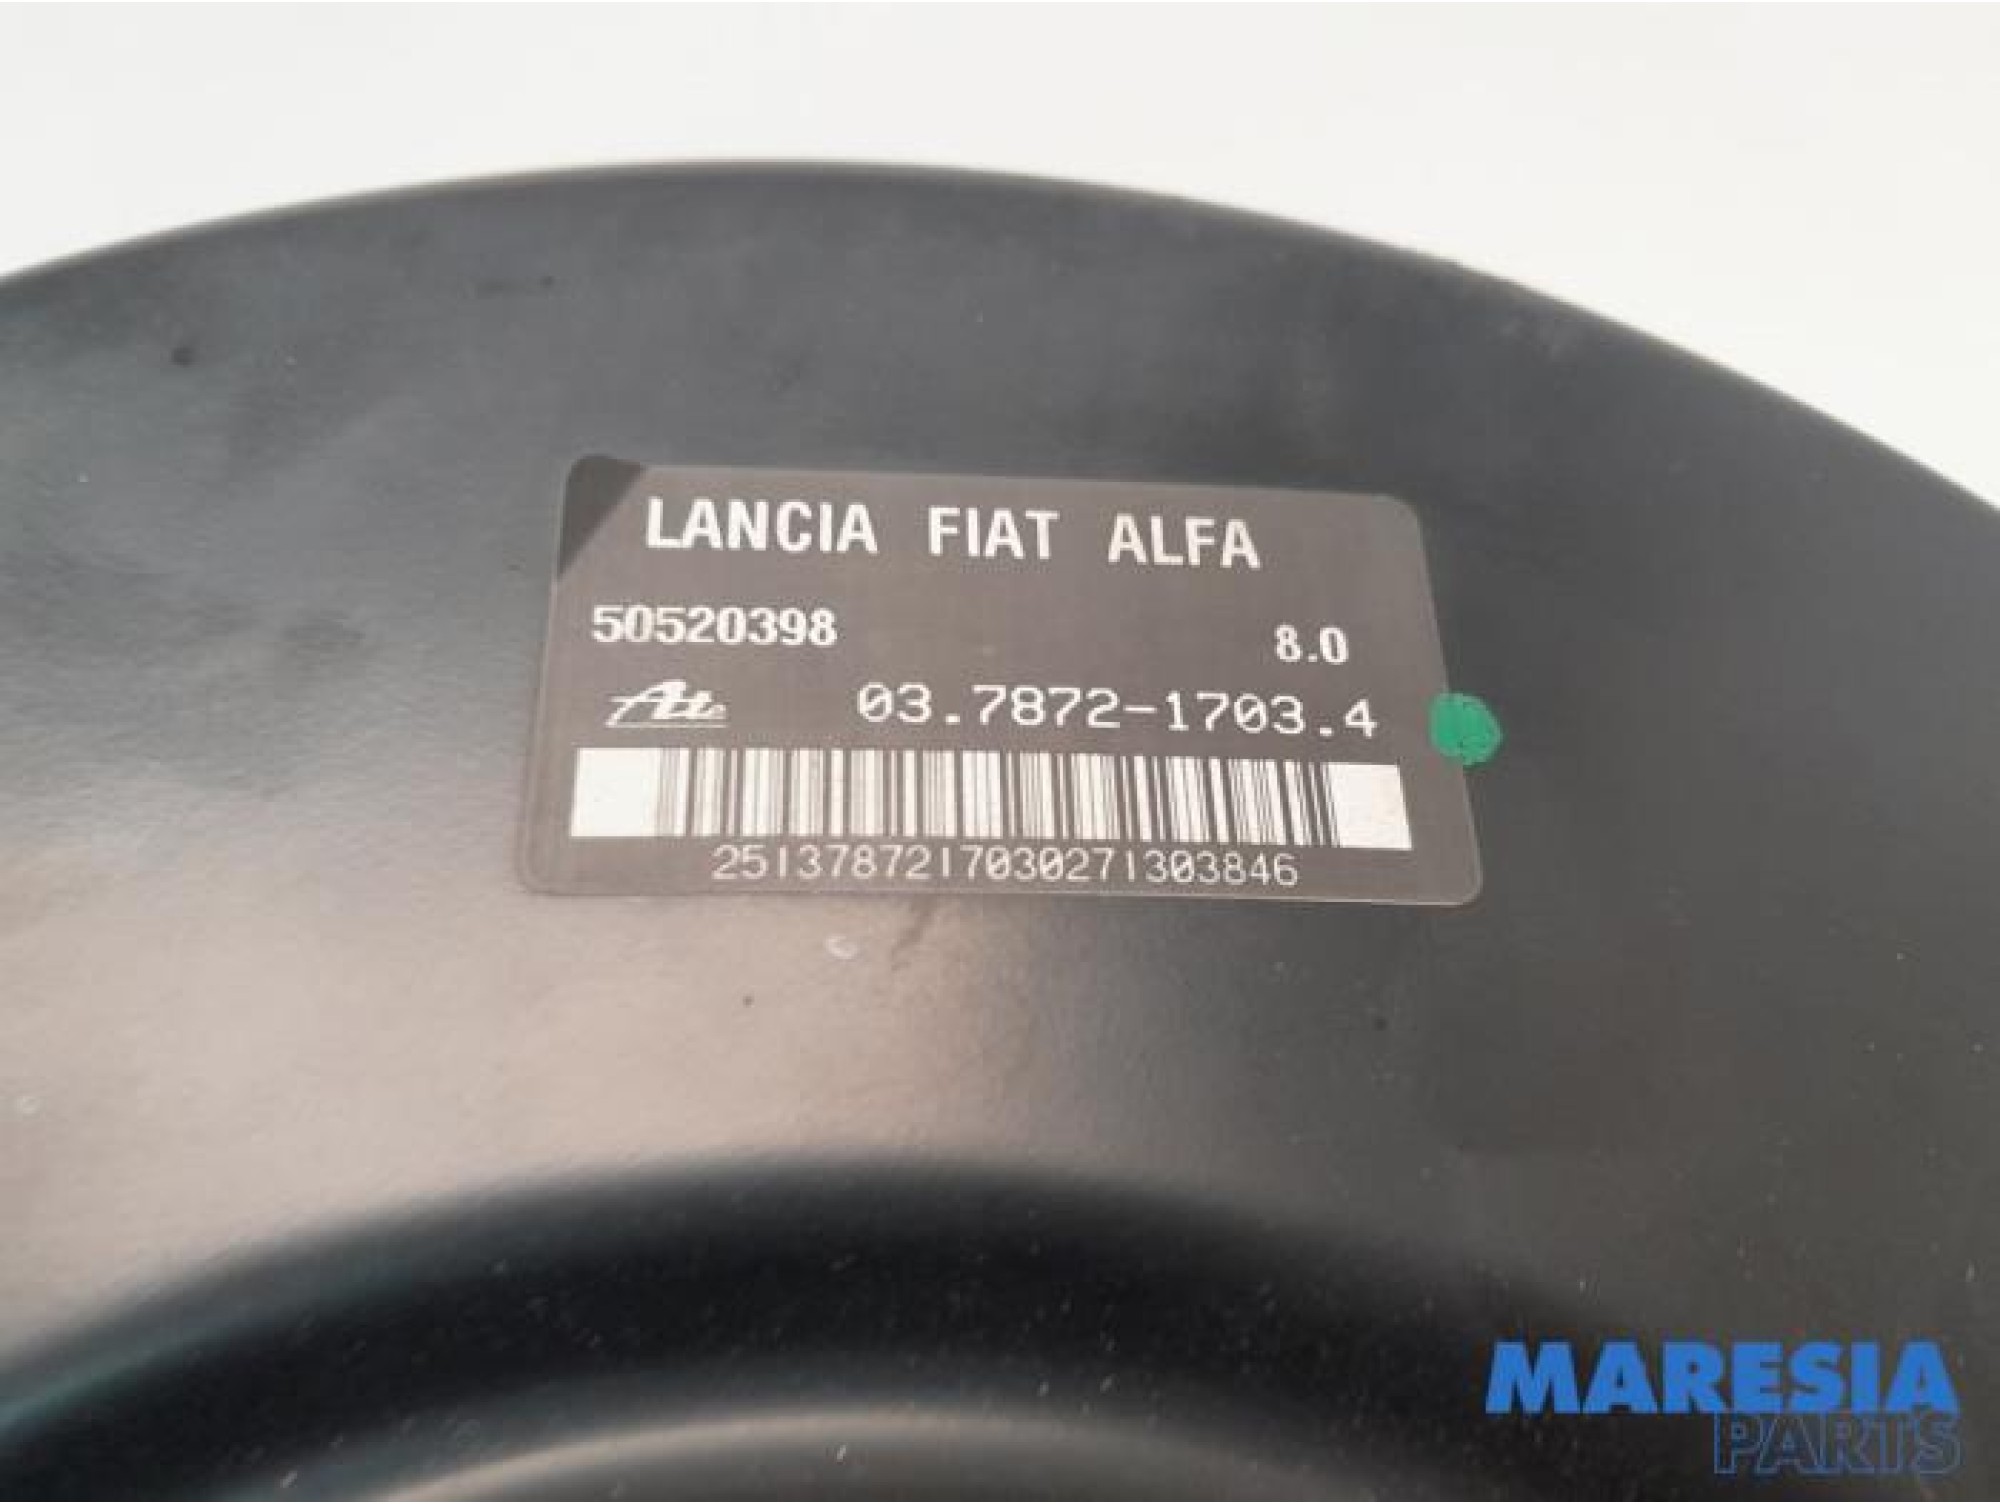 LANCIA FIAT ALFA
50520398 8.0
Ate 03.7872-1703.4
2513787217030271303846
MARESIA
PARTS